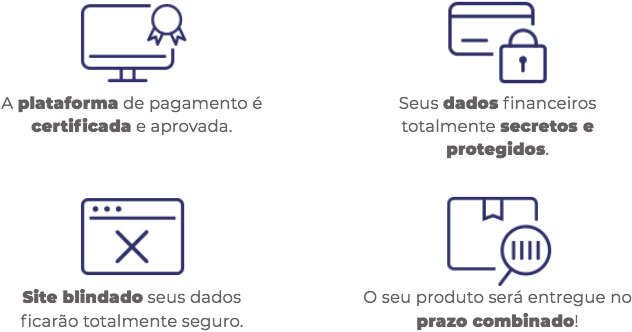 A plataforma de pagamento é
certificada e aprovada.
Seus dados financeiros
totalmente secretos e
protegidos.
Site blindado seus dados
ficarão totalmente seguro.
O seu produto será entregue no
prazo combinado!